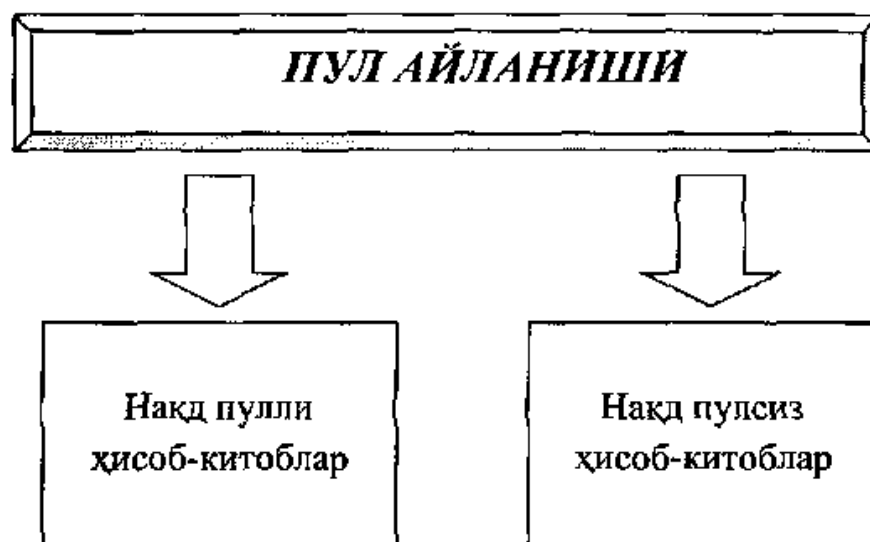 ПУЛ АЙЛАНИШИ
Нақд пулли
ҳисоб-китоблар
Нақд пулсиз
ҳисоб-китоблар